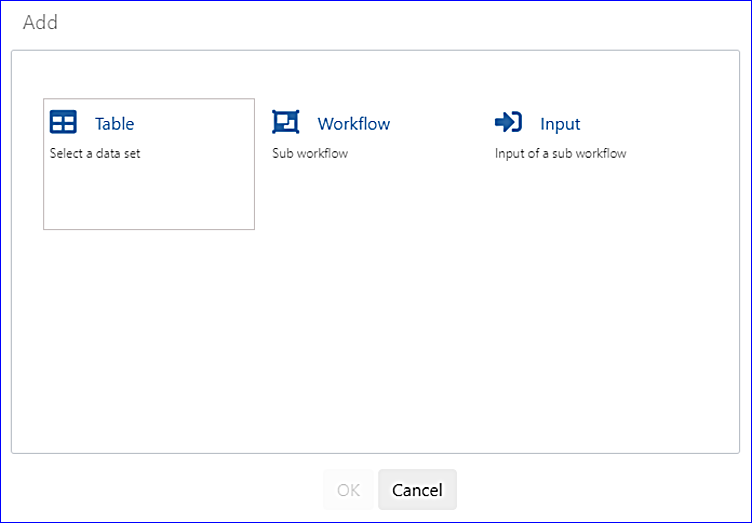 Add
Table
Workflow
Input
Select a data set
Sub workflow
Input of a sub workflow
OK
Cancel